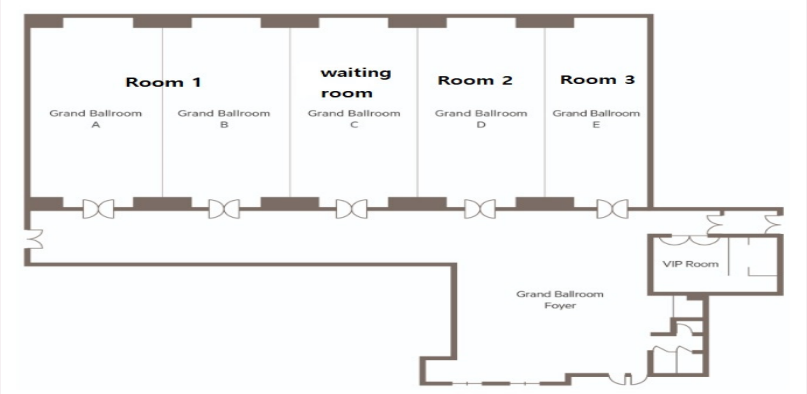 Room 1
waiting
room
Room 2
Room 3
Grand Ballroom
A
Grand Ballroom
B
Grand Ballroom
C
Grand Ballroom
D
Grand Ballroom
E
VIP Room
Grand Ballroom
Foyer